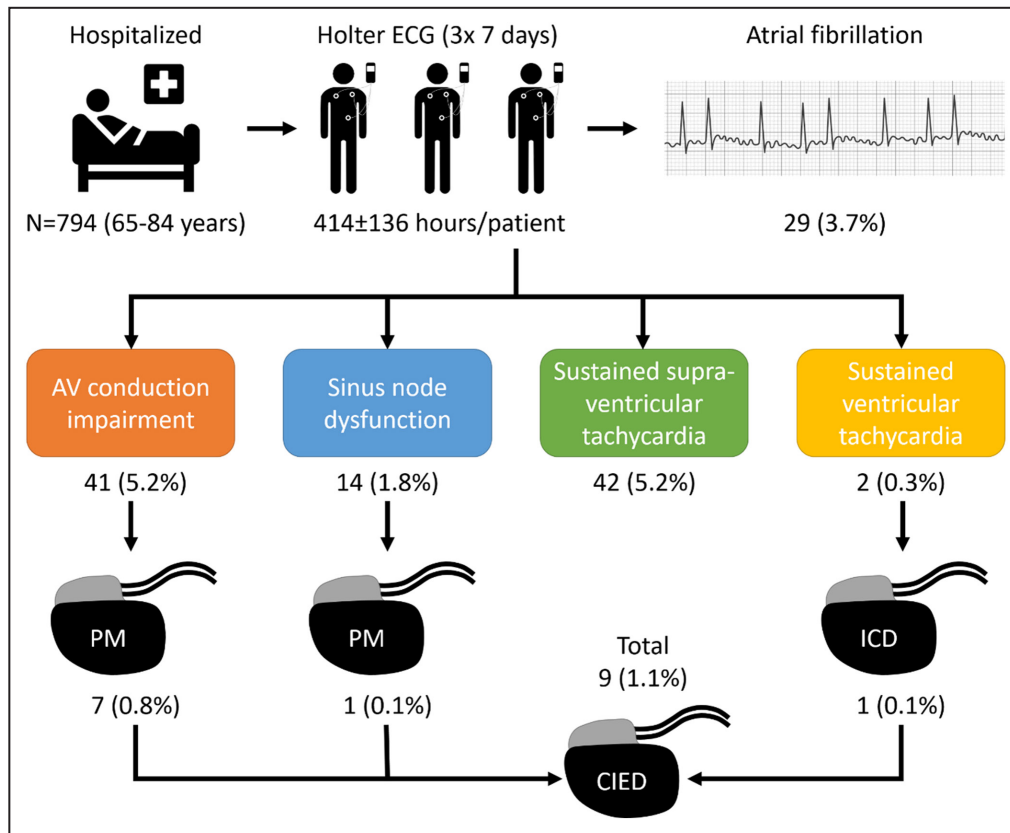 Hospitalized
Holter ECG (3x 7 days)
Atrial fibrillation
N=794 (65-84 years)
414±136 hours/patient
29 (3.7%)
AV conduction
impairment
Sinus node
dysfunction
Sustained supra-
ventricular
tachycardia
Sustained
ventricular
tachycardia
41 (5.2%)
14 (1.8%)
42 (5.2%)
2 (0.3%)
PM
PM
ICD
7 (0.8%)
1 (0.1%)
Total
9 (1.1%)
1 (0.1%)
CIED